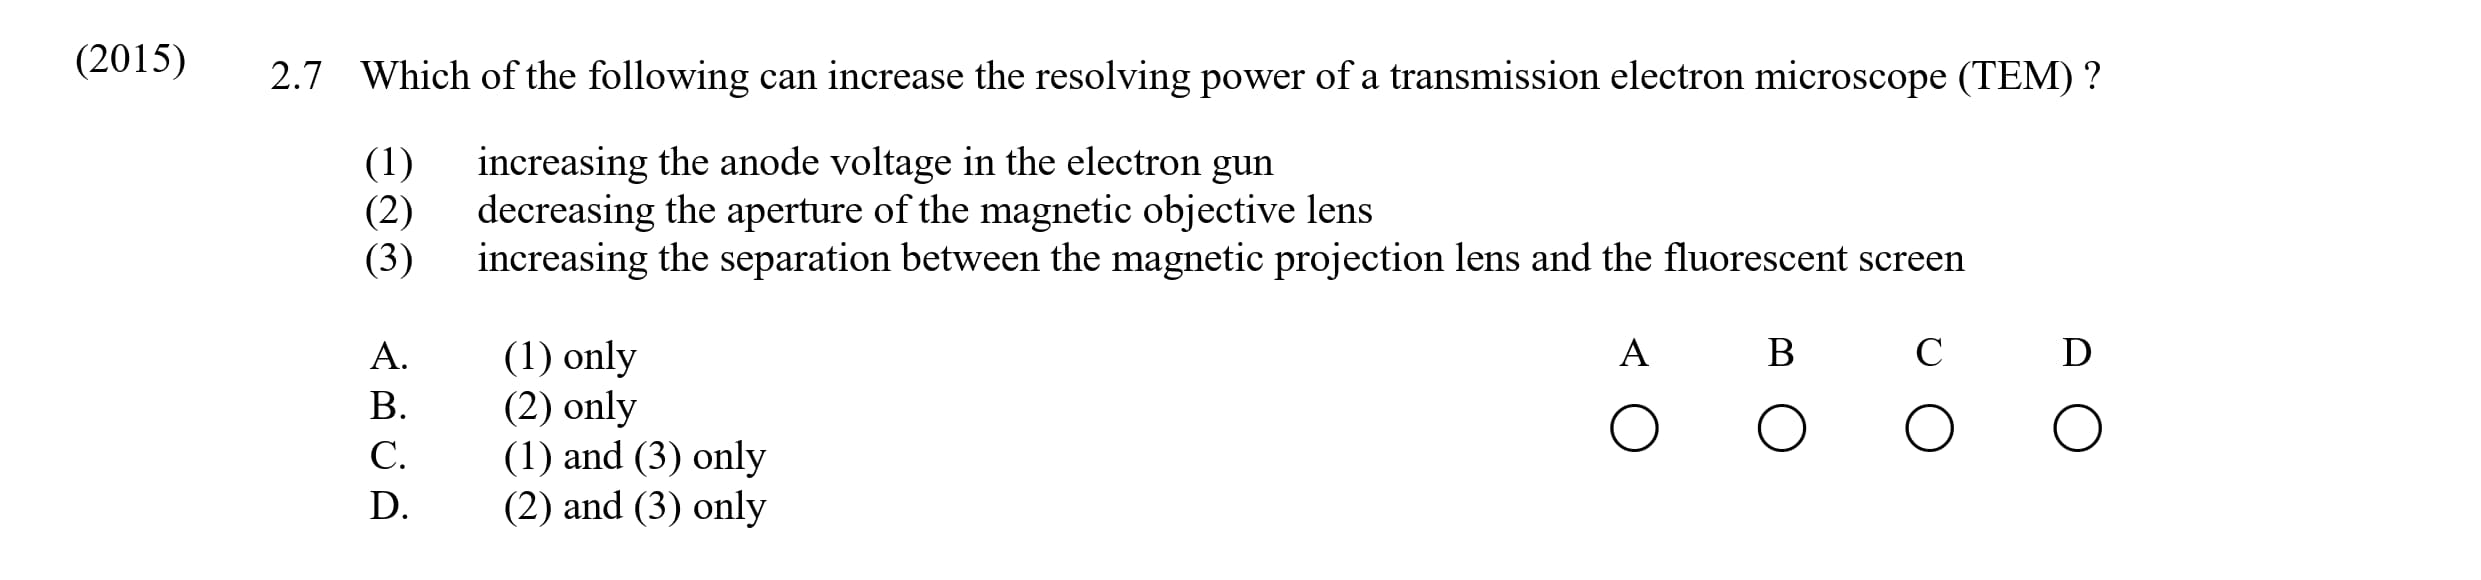 (2015)
2.7 Which of the following can increase the resolving power of a transmission electron microscope (TEM) ?
(1) increasing the anode voltage in the electron gun
(2) decreasing the aperture of the magnetic objective lens
(3) increasing the separation between the magnetic projection lens and the fluorescent screen
A. (1) only
B. (2) only
C. (1) and (3) only
D. (2) and (3) only
A B C D